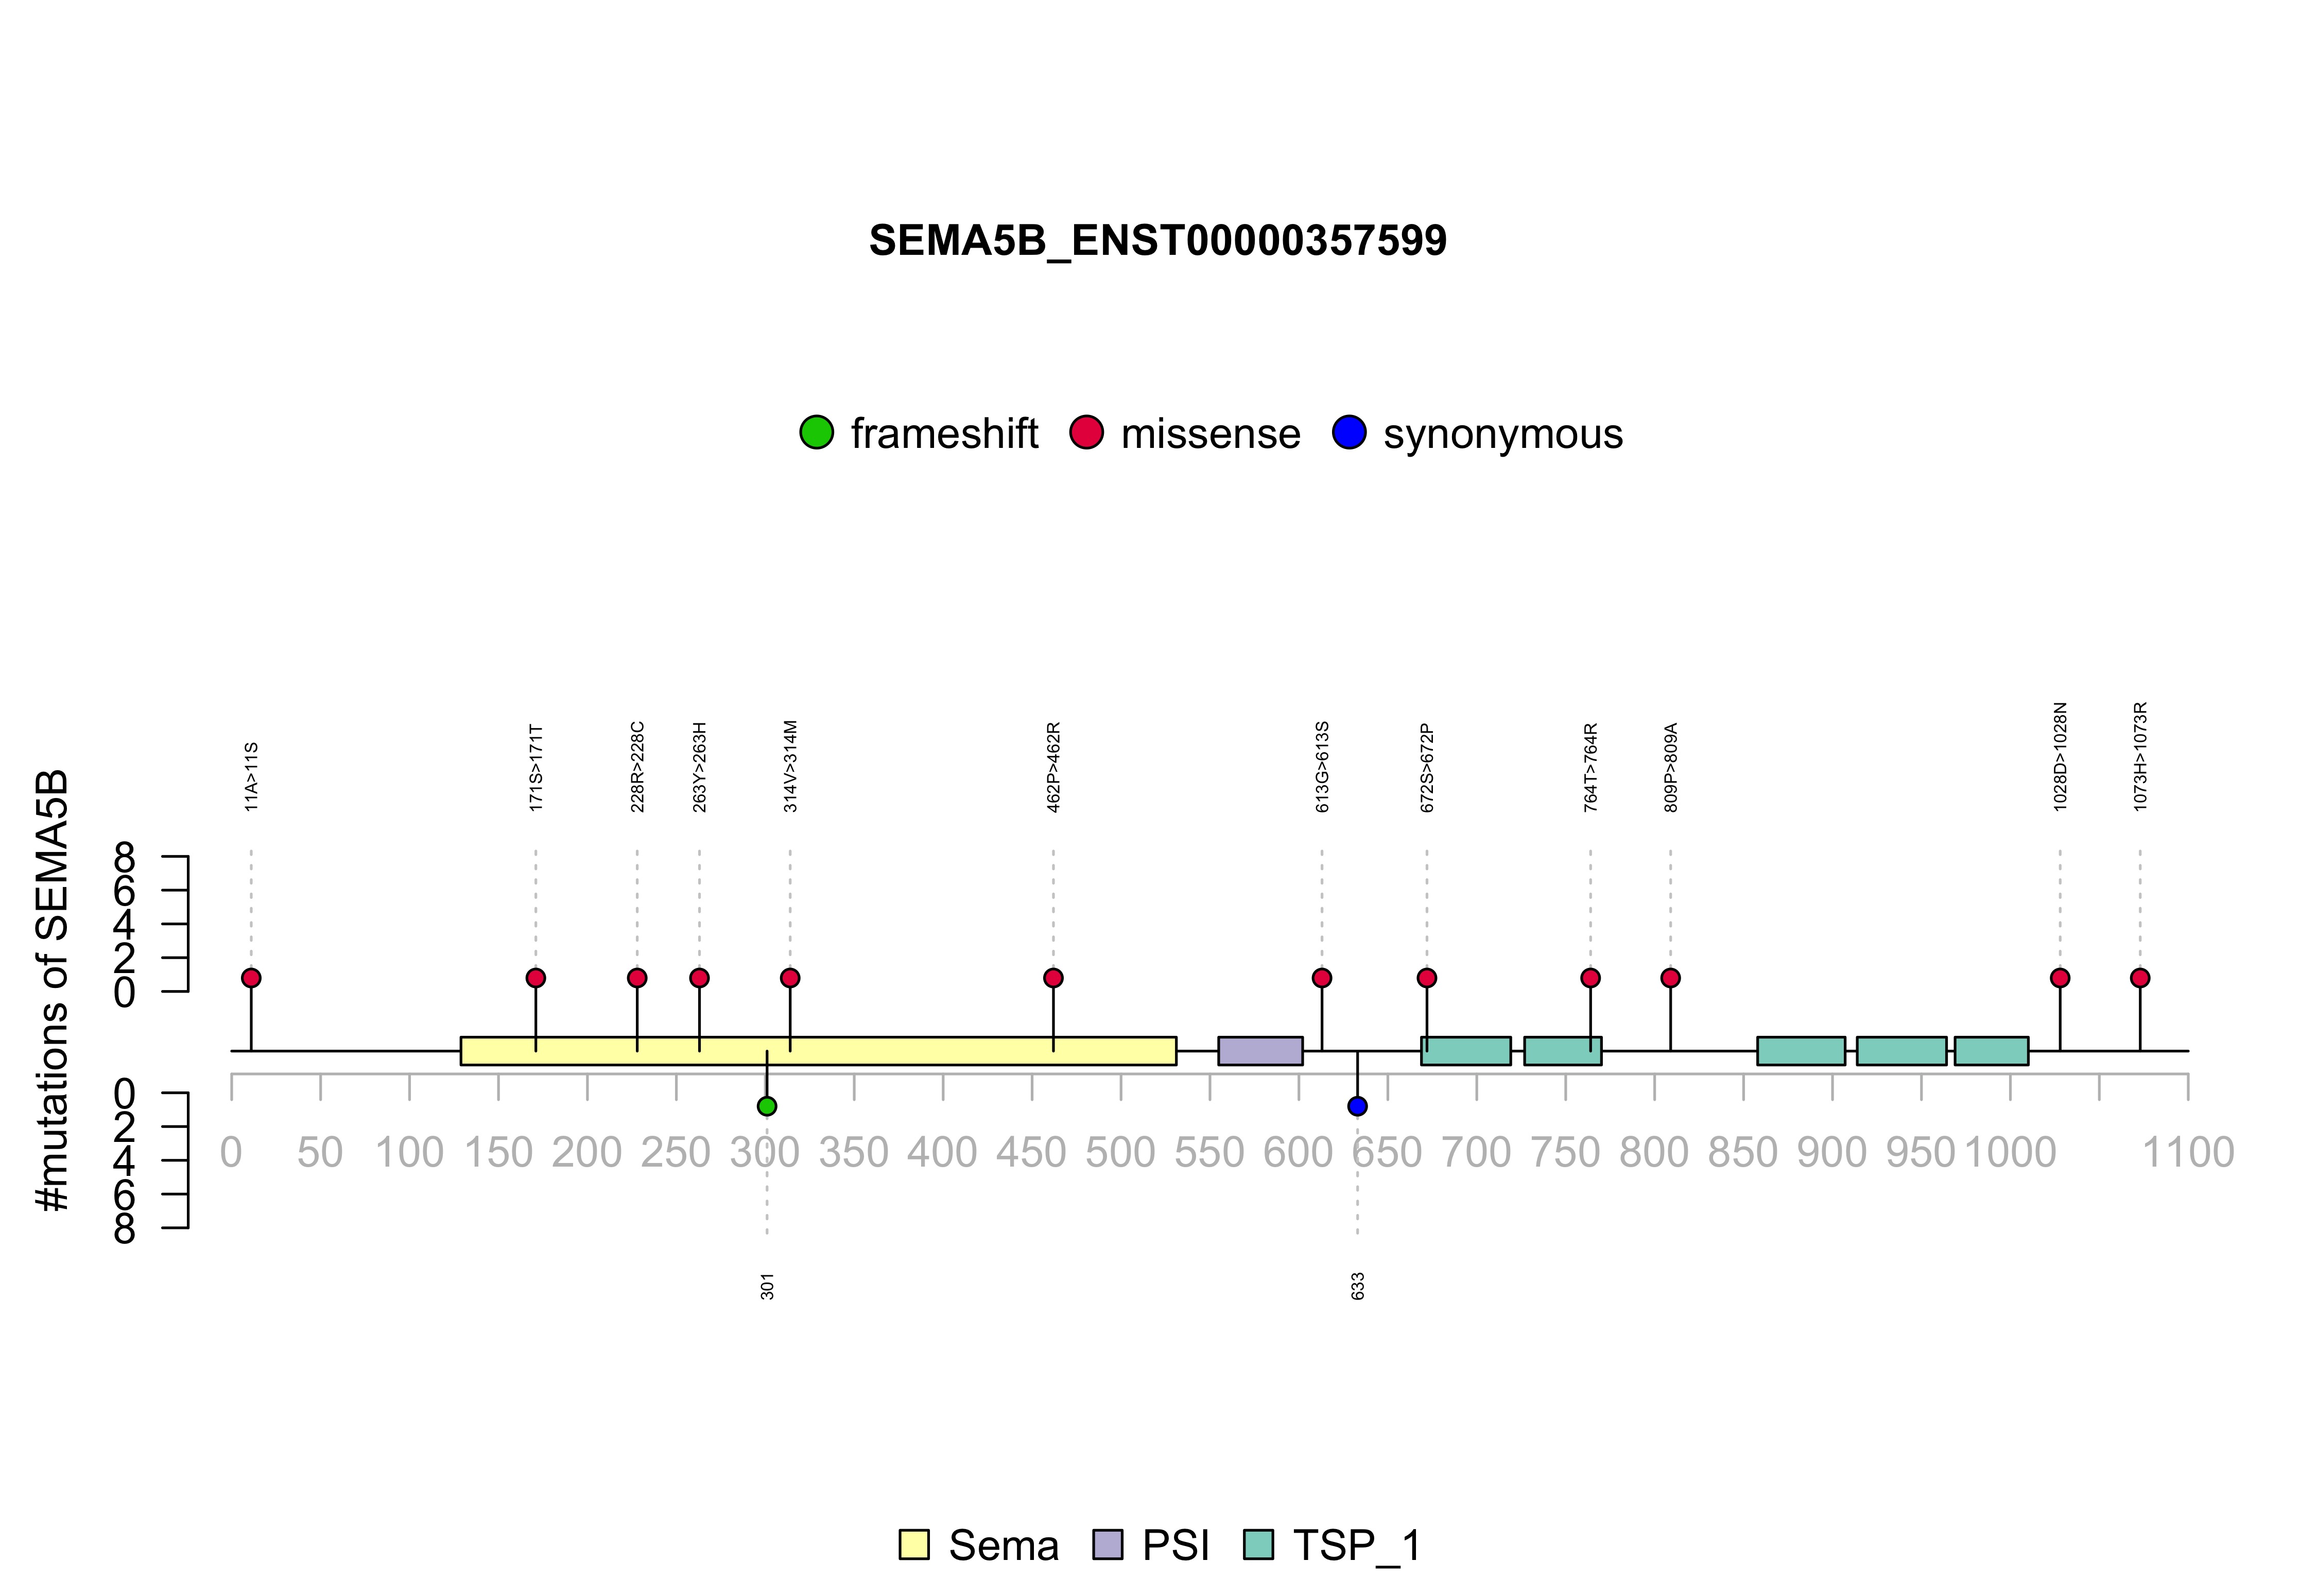 SEMA5B_ENST00000357599
frameshift missense synonymous
11A>11S
171S>171T
228R>228C
263Y>263H
314V>314M
462P>462R
613G>613S
672S>672P
764T>764R
809P>809A
1028D>1028N
1073H>1073R
#mutations of SEMA5B
8
6
4
2
0
0
2
4
6
8
0 50 100 150 200 250 300 350 400 450 500 550 600 650 700 750 800 850 900 950 1000 1100
301
633
Sema PSI TSP_1